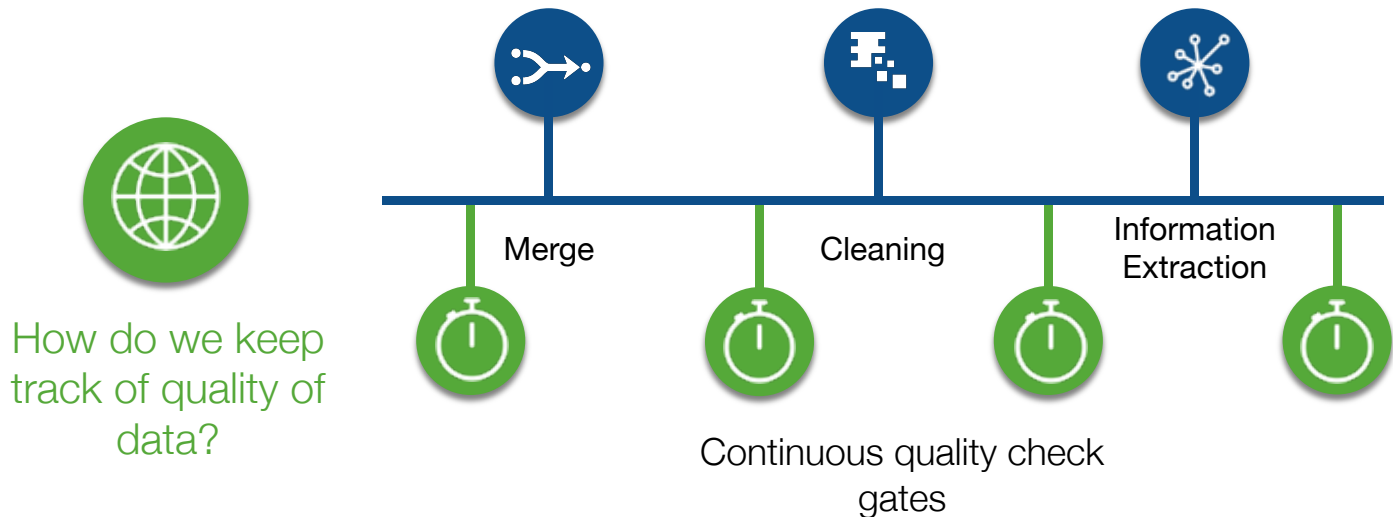 Merge
Cleaning
Information
Extraction
How do we keep
track of quality of
data?
Continuous quality check
gates